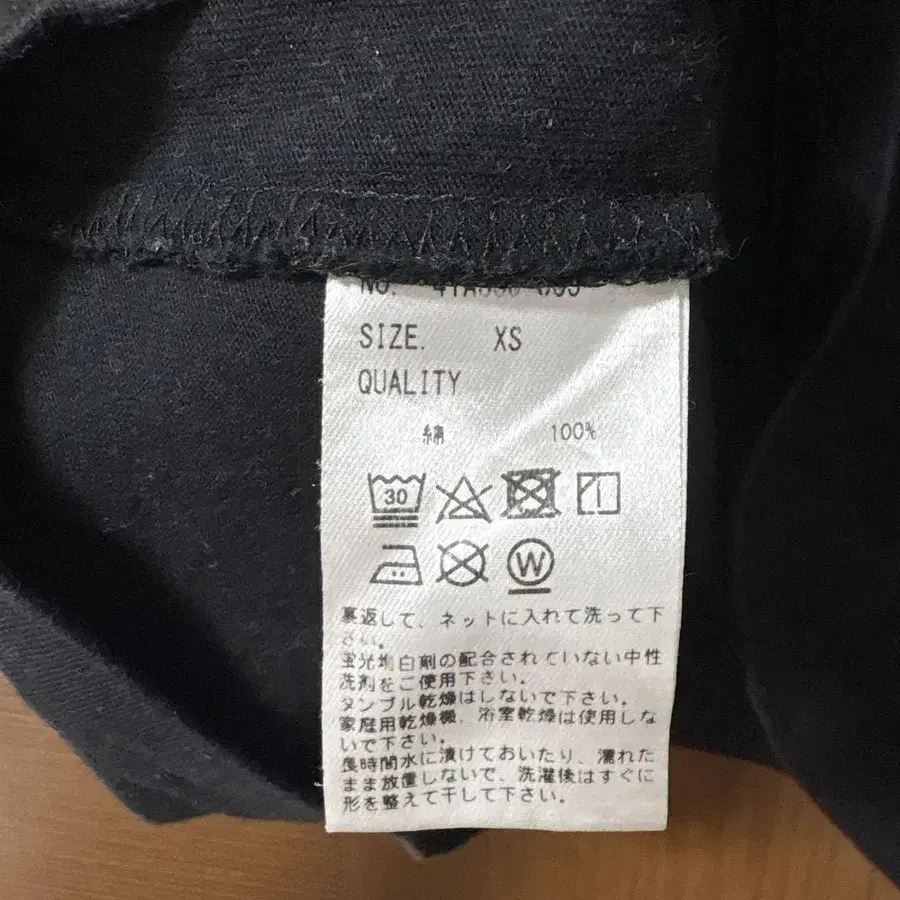 NO.
SIZE. XS
QUALITY
綿 100%
30
W
裏返して、ネットに入れて洗って下
さい。
蛍光増白剤の配合されていない中性
洗剤をご使用下さい。
タンブル乾燥はしないで下さい。
家庭用乾燥機、浴室乾燥は使用しな
いで下さい。
長時間水に漬けておいたり、濡れた
まま放置しないで、洗濯後はすぐに
形を整えて干して下さい。